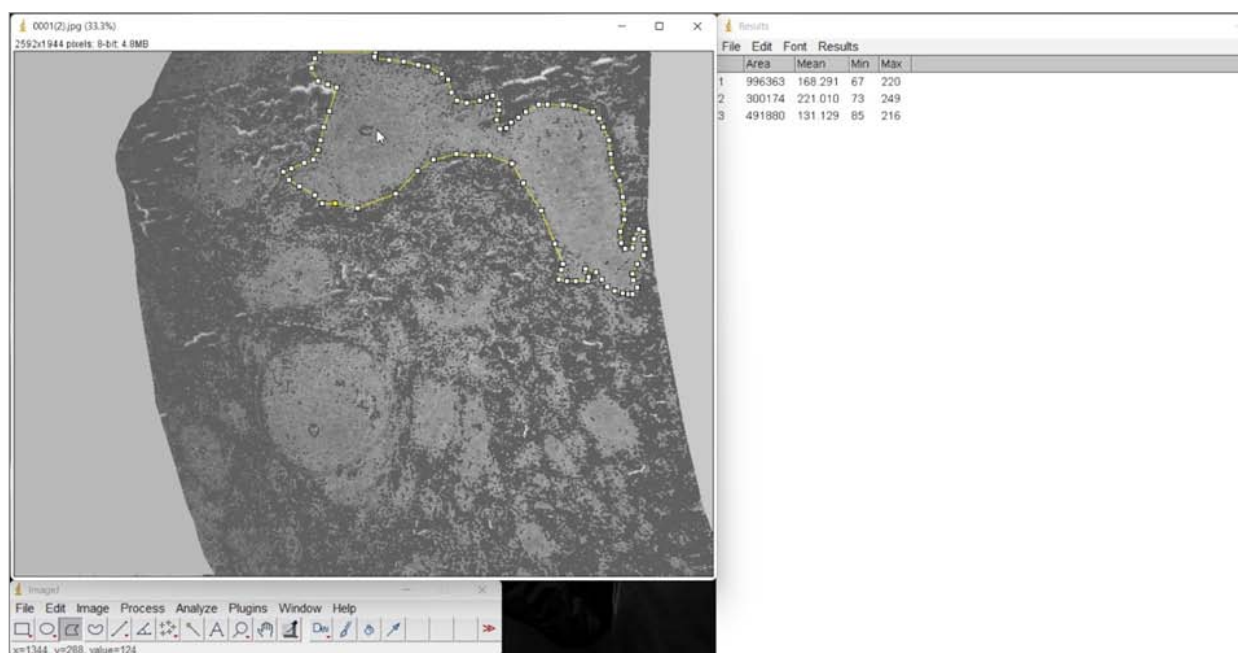 0001(2).jpg (33.3%)
2592x1944 pixels; 8-bit; 4.8MB
Results
File Edit Font Results
Area Mean Min Max
1 996363 168.291 67 220
2 300174 221.010 73 249
3 491880 131.129 85 216
ImageJ
File Edit Image Process Analyze Plugins Window Help
A Dev
x=1344, y=288, value=124